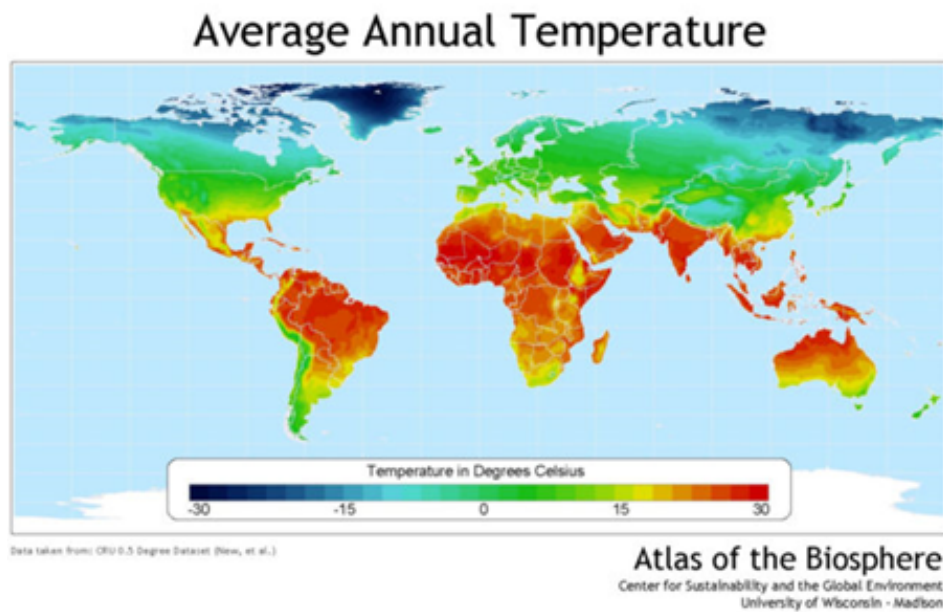 Average Annual Temperature
Temperature in Degrees Celsius
-30 -15 0 15 30
Data taken from: CRU 0.5 Degree Dataset (New, et al.)
Atlas of the Biosphere
Center for Sustainability and the Global Environment
University of Wisconsin - Madison